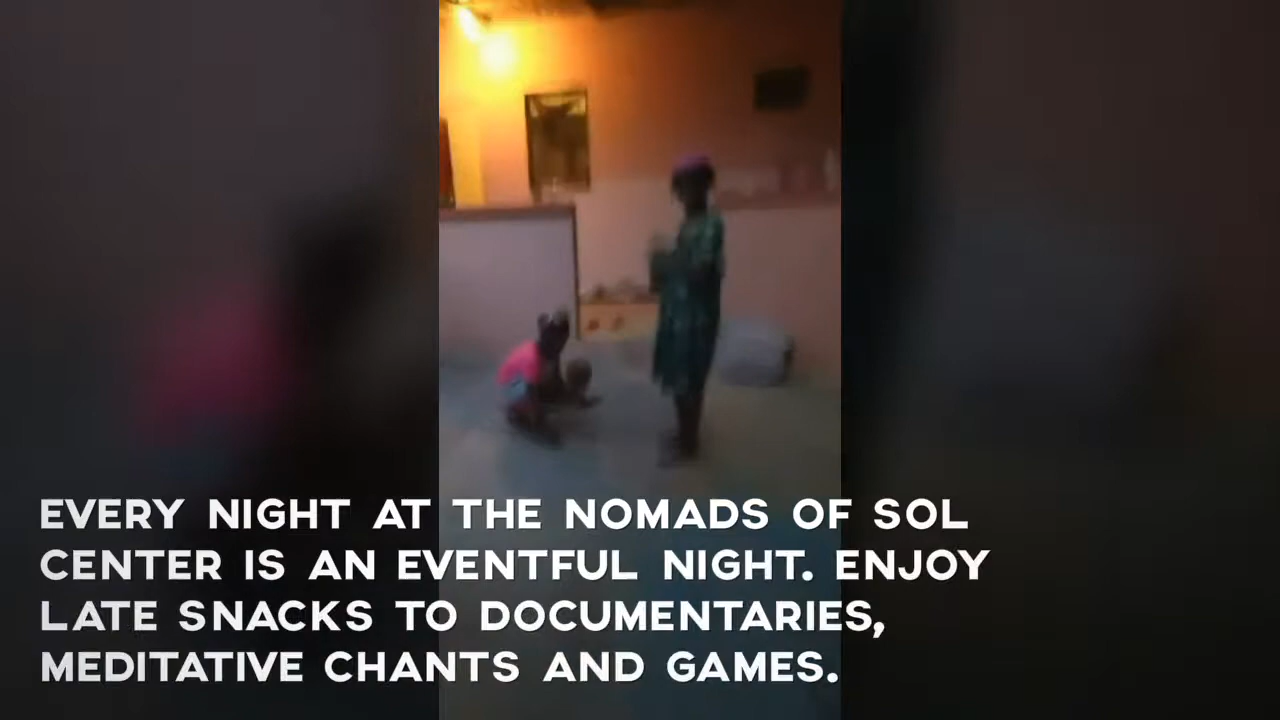 EVERY NIGHT AT THE NOMADS OF SOL
CENTER IS AN EVENTFUL NIGHT. ENJOY
LATE SNACKS TO DOCUMENTARIES,
MEDITATIVE CHANTS AND GAMES.